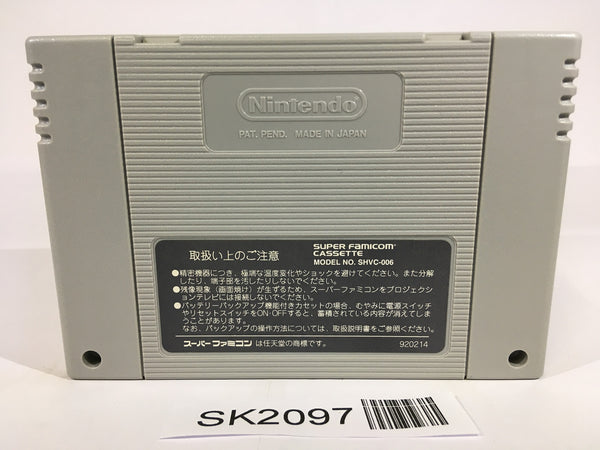 Nintendo
PAT. PEND. MADE IN JAPAN
取扱い上のご注意
SUPER FAMICOM
CASSETTE
MODEL NO. SHVC-006
●精密機器につき、極端な温度変化やショックを避けてください。また分解
したり、端子部を汚したりしないでください。
●残像現象(画面焼け)が生ずるため、スーパーファミコンをプロジェクシ
ョンテレビには接続しないでください。
●バッテリーバックアップ機能付きカセットの場合、むやみに電源スイッチ
やリセットスイッチをON・OFFすると、蓄積されている内容が消えてしま
うことがあります。
なお、バックアップの操作方法については、取扱説明書をご参照ください。
スーパーファミコンは任天堂の商標です。
920214
SK2097